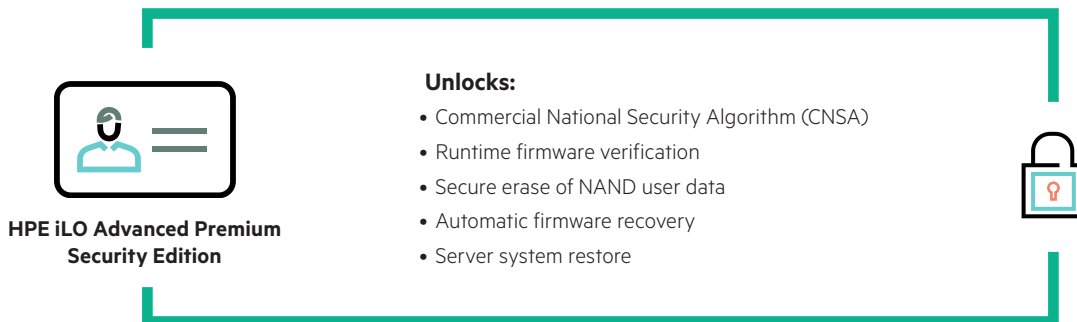 Unlocks:
• Commercial National Security Algorithm (CNSA)
• Runtime firmware verification
• Secure erase of NAND user data
• Automatic firmware recovery
• Server system restore
HPE iLO Advanced Premium
Security Edition